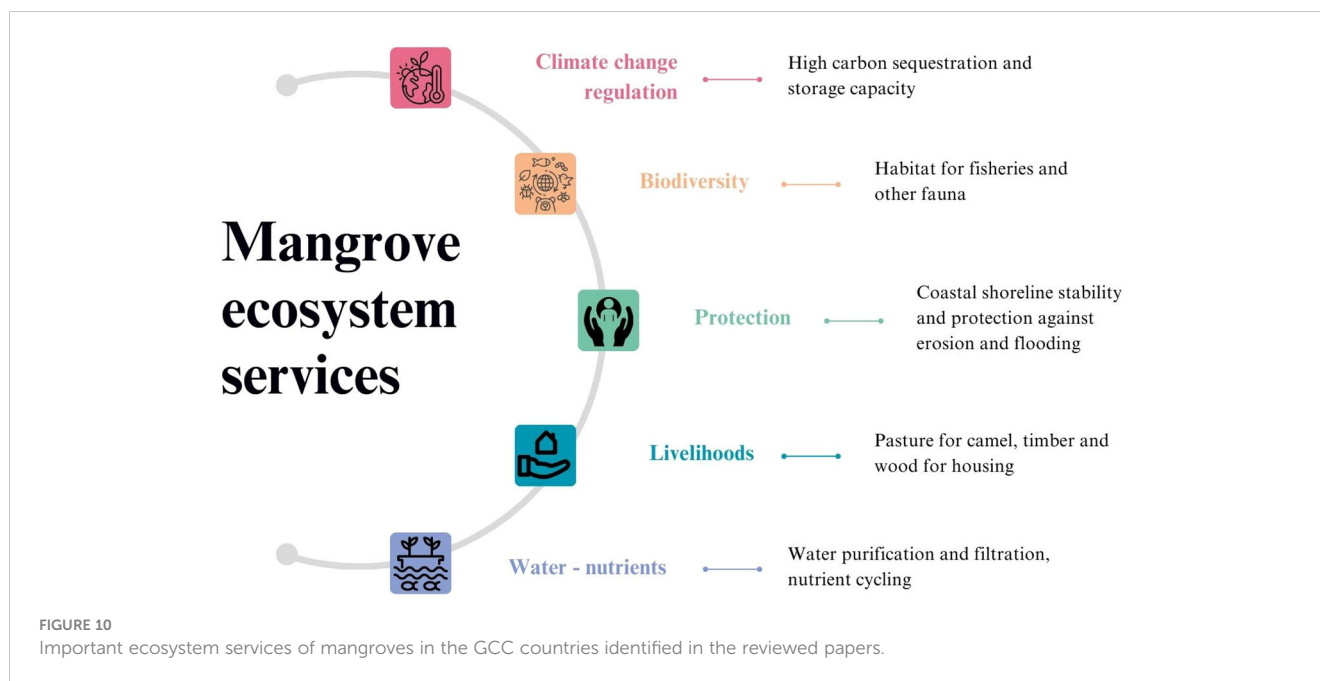 Mangrove
ecosystem
services
Climate change
regulation
High carbon sequestration and
storage capacity
Biodiversity
Habitat for fisheries and
other fauna
Protection
Coastal shoreline stability
and protection against
erosion and flooding
Livelihoods
Pasture for camel, timber and
wood for housing
Water - nutrients
Water purification and filtration,
nutrient cycling
FIGURE 10
Important ecosystem services of mangroves in the GCC countries identified in the reviewed papers.